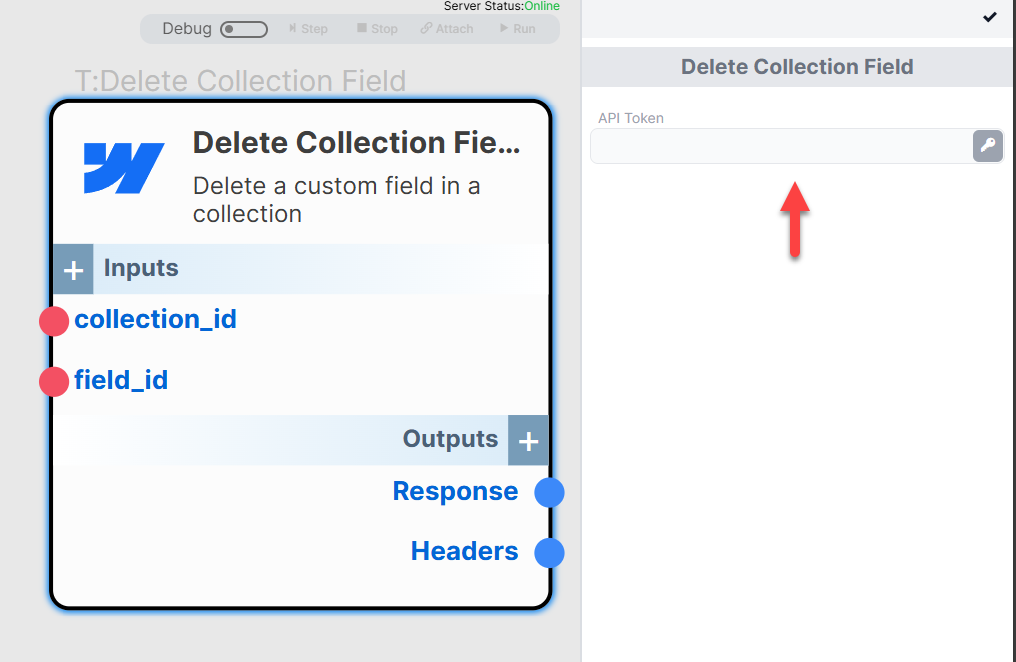 Server Status:Online
Debug Step Stop Attach Run
T:Delete Collection Field
Delete Collection Fie...
Delete a custom field in a
collection
Inputs
collection_id
field_id
Outputs
Response
Headers
Delete Collection Field
API Token